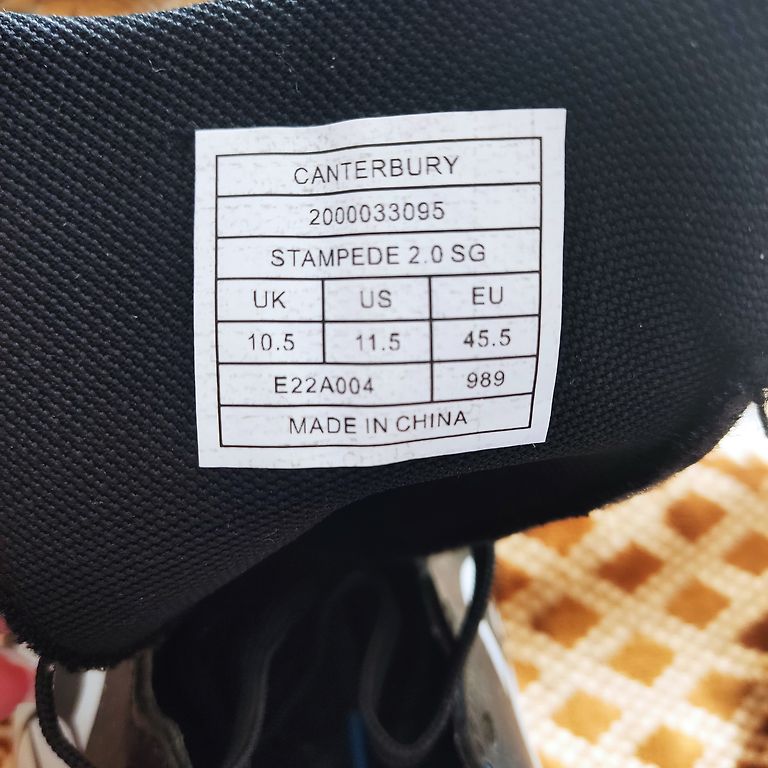 CANTERBURY
2000033095
STAMPEDE 2.0 SG
UK US EU
10.5 11.5 45.5
E22A004 989
MADE IN CHINA